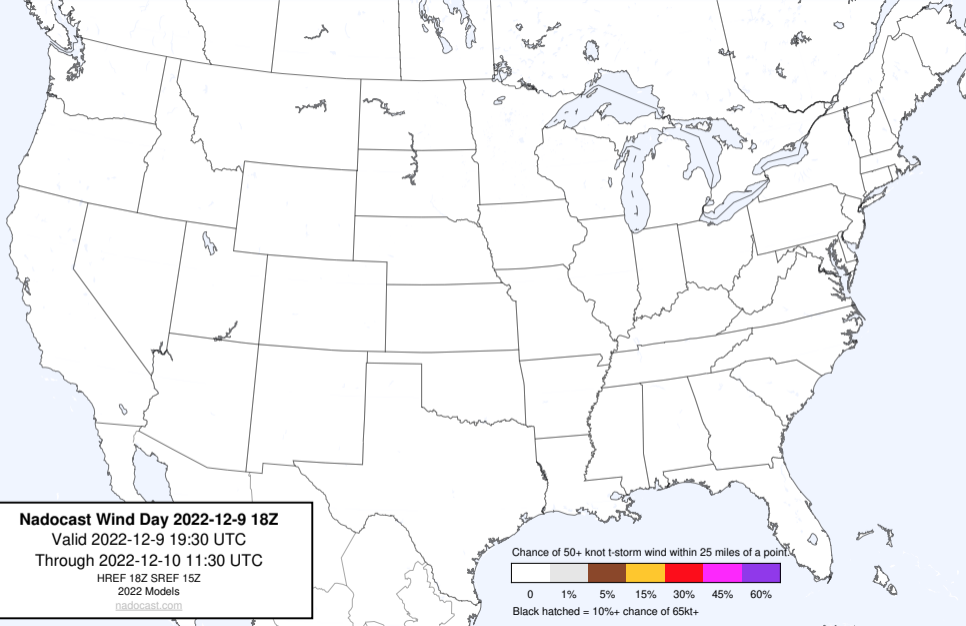 Nadocast Wind Day 2022-12-9 18Z
Valid 2022-12-9 19:30 UTC
Through 2022-12-10 11:30 UTC
HREF 18Z SREF 15Z
2022 Models
nadocast.com
Chance of 50+ knot t-storm wind within 25 miles of a point.
0 1% 5% 15% 30% 45% 60%
Black hatched = 10%+ chance of 65kt+